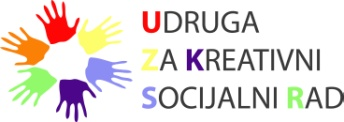 UDRUGA
ZA KREATIVNI
SOCIJALNI RAD